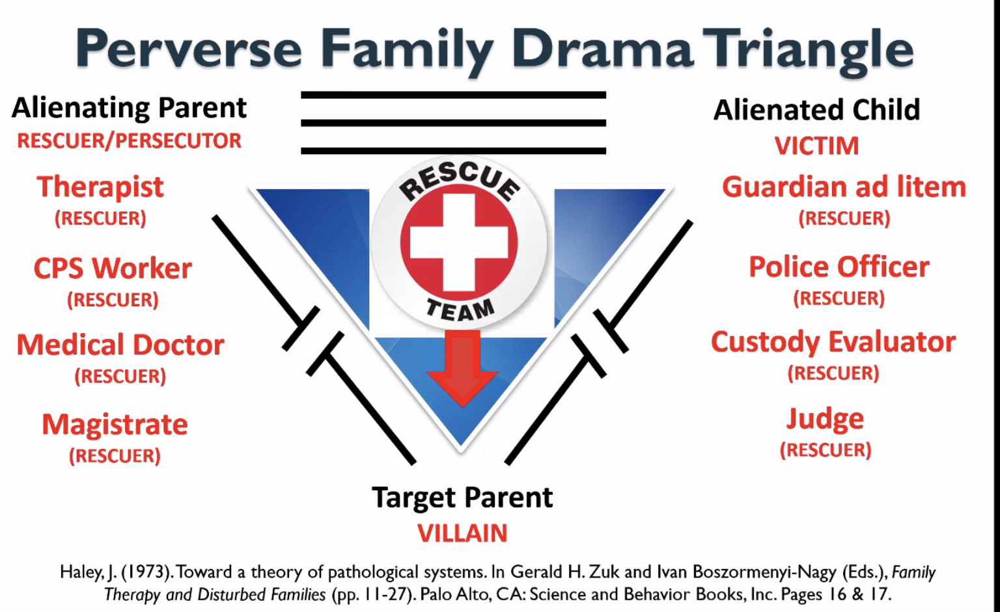 Perverse Family Drama Triangle
Alienating Parent
RESCUER/PERSECUTOR
Therapist
(RESCUER)
CPS Worker
(RESCUER)
Medical Doctor
(RESCUER)
Magistrate
(RESCUER)
RESCUE
TEAM
Alienated Child
VICTIM
Guardian ad litem
(RESCUER)
Police Officer
(RESCUER)
Custody Evaluator
(RESCUER)
Judge
(RESCUER)
Target Parent
VILLAIN
Haley, J. (1973). Toward a theory of pathological systems. In Gerald H. Zuk and Ivan Boszormenyi-Nagy (Eds.), Family
Therapy and Disturbed Families (pp. 11-27). Palo Alto, CA: Science and Behavior Books, Inc. Pages 16 & 17.